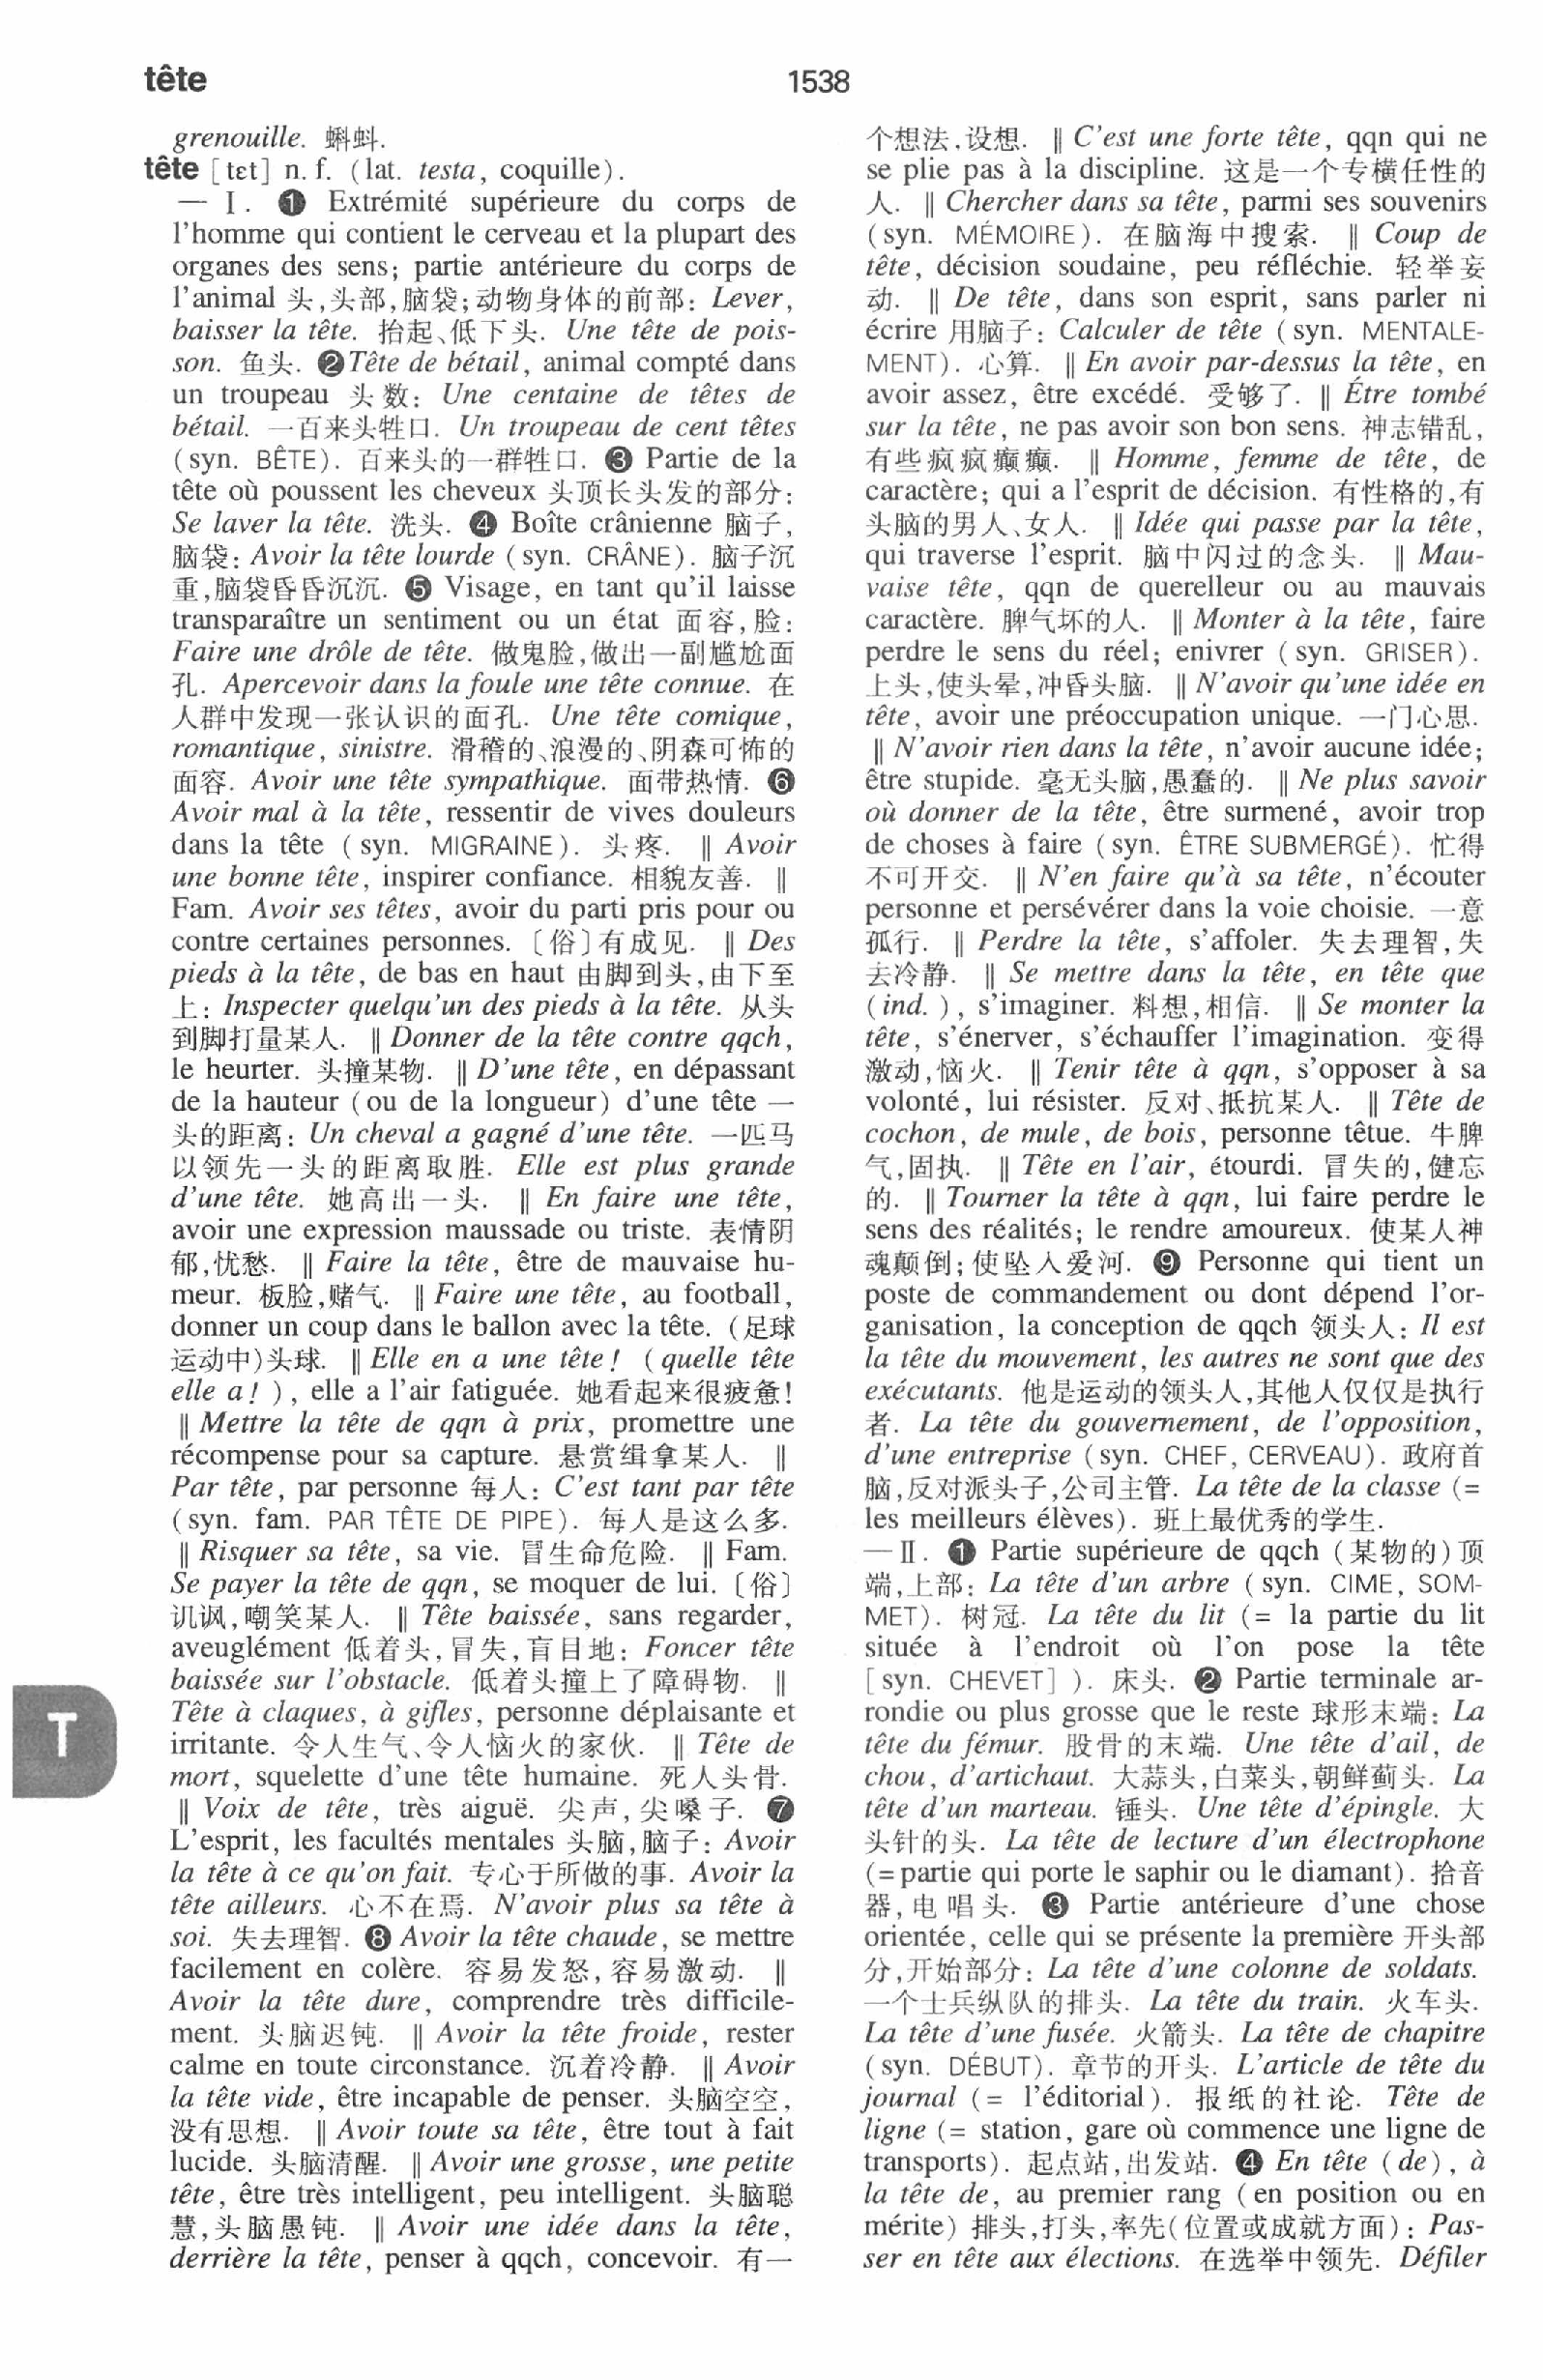 tête
1538
grenouille. 蝌蚪.
tête [tɛt] n. f. (lat. testa, coquille).
— Ⅰ. ❶ Extrémité supérieure du corps de
l'homme qui contient le cerveau et la plupart des
organes des sens; partie antérieure du corps de
l'animal 头,头部,脑袋;动物身体的前部: Lever,
baisser la tête. 抬起、低下头. Une tête de pois-
son. 鱼头. ❷ Tête de bétail, animal compté dans
un troupeau 头数: Une centaine de têtes de
bétail. 一百来头牲口. Un troupeau de cent têtes
(syn. BÊTE). 百来头的一群牲口. ❸ Partie de la
tête où poussent les cheveux 头顶长头发的部分:
Se laver la tête. 洗头. ❹ Boîte crânienne 脑子,
脑袋: Avoir la tête lourde (syn. CRÂNE). 脑子沉
重,脑袋昏昏沉沉. ❺ Visage, en tant qu'il laisse
transparaître un sentiment ou un état 面容,脸:
Faire une drôle de tête. 做鬼脸,做出一副尴尬面
孔. Apercevoir dans la foule une tête connue. 在
人群中发现一张认识的面孔. Une tête comique,
romantique, sinistre. 滑稽的、浪漫的、阴森可怖的
面容. Avoir une tête sympathique. 面带热情. ❻
Avoir mal à la tête, ressentir de vives douleurs
dans la tête (syn. MIGRAINE). 头疼. ‖ Avoir
une bonne tête, inspirer confiance. 相貌友善. ‖
Fam. Avoir ses têtes, avoir du parti pris pour ou
contre certaines personnes. 〔俗〕有成见. ‖ Des
pieds à la tête, de bas en haut 由脚到头,由下至
上: Inspecter quelqu'un des pieds à la tête. 从头
到脚打量某人. ‖ Donner de la tête contre qqch,
le heurter. 头撞某物. ‖ D'une tête, en dépassant
de la hauteur (ou de la longueur) d'une tête 一
头的距离: Un cheval a gagné d'une tête. 一匹马
以领先一头的距离取胜. Elle est plus grande
d'une tête. 她高出一头. ‖ En faire une tête,
avoir une expression maussade ou triste. 表情阴
郁,忧愁. ‖ Faire la tête, être de mauvaise hu-
meur. 板脸,赌气. ‖ Faire une tête, au football,
donner un coup dans le ballon avec la tête. (足球
运动中)头球. ‖ Elle en a une tête! (quelle tête
elle a!), elle a l'air fatiguée. 她看起来很疲惫!
‖ Mettre la tête de qqn à prix, promettre une
récompense pour sa capture. 悬赏缉拿某人. ‖
Par tête, par personne 每人: C'est tant par tête
(syn. fam. PAR TÊTE DE PIPE). 每人是这么多.
‖ Risquer sa tête, sa vie. 冒生命危险. ‖ Fam.
Se payer la tête de qqn, se moquer de lui. 〔俗〕
讥讽,嘲笑某人. ‖ Tête baissée, sans regarder,
aveuglément 低着头,冒失,盲目地: Foncer tête
baissée sur l'obstacle. 低着头撞上了障碍物. ‖
Tête à claques, à gifles, personne déplaisante et
irritante. 令人生气、令人恼火的家伙. ‖ Tête de
mort, squelette d'une tête humaine. 死人头骨.
‖ Voix de tête, très aiguë. 尖声,尖嗓子. ❼
L'esprit, les facultés mentales 头脑,脑子: Avoir
la tête à ce qu'on fait. 专心于所做的事. Avoir la
tête ailleurs. 心不在焉. N'avoir plus sa tête à
soi. 失去理智. ❽ Avoir la tête chaude, se mettre
facilement en colère. 容易发怒,容易激动. ‖
Avoir la tête dure, comprendre très difficile-
ment. 头脑迟钝. ‖ Avoir la tête froide, rester
calme en toute circonstance. 沉着冷静. ‖ Avoir
la tête vide, être incapable de penser. 头脑空空,
没有思想. ‖ Avoir toute sa tête, être tout à fait
lucide. 头脑清醒. ‖ Avoir une grosse, une petite
tête, être très intelligent, peu intelligent. 头脑聪
慧,头脑愚钝. ‖ Avoir une idée dans la tête,
derrière la tête, penser à qqch, concevoir. 有一
T
个想法,设想. ‖ C'est une forte tête, qqn qui ne
se plie pas à la discipline. 这是一个专横任性的
人. ‖ Chercher dans sa tête, parmi ses souvenirs
(syn. MÉMOIRE). 在脑海中搜索. ‖ Coup de
tête, décision soudaine, peu réfléchie. 轻举妄
动. ‖ De tête, dans son esprit, sans parler ni
écrire 用脑子: Calculer de tête (syn. MENTALE-
MENT). 心算. ‖ En avoir par-dessus la tête, en
avoir assez, être excédé. 受够了. ‖ Être tombé
sur la tête, ne pas avoir son bon sens. 神志错乱,
有些疯疯癫癫. ‖ Homme, femme de tête, de
caractère; qui a l'esprit de décision. 有性格的,有
头脑的男人、女人. ‖ Idée qui passe par la tête,
qui traverse l'esprit. 脑中闪过的念头. ‖ Mau-
vaise tête, qqn de querelleur ou au mauvais
caractère. 脾气坏的人. ‖ Monter à la tête, faire
perdre le sens du réel; enivrer (syn. GRISER).
上头,使头晕,冲昏头脑. ‖ N'avoir qu'une idée en
tête, avoir une préoccupation unique. 一门心思.
‖ N'avoir rien dans la tête, n'avoir aucune idée;
être stupide. 毫无头脑,愚蠢的. ‖ Ne plus savoir
où donner de la tête, être surmené, avoir trop
de choses à faire (syn. ÊTRE SUBMERGÉ). 忙得
不可开交. ‖ N'en faire qu'à sa tête, n'écouter
personne et persévérer dans la voie choisie. 一意
孤行. ‖ Perdre la tête, s'affoler. 失去理智,失
去冷静. ‖ Se mettre dans la tête, en tête que
(ind.), s'imaginer. 料想,相信. ‖ Se monter la
tête, s'énerver, s'échauffer l'imagination. 变得
激动,恼火. ‖ Tenir tête à qqn, s'opposer à sa
volonté, lui résister. 反对、抵抗某人. ‖ Tête de
cochon, de mule, de bois, personne têtue. 牛脾
气,固执. ‖ Tête en l'air, étourdi. 冒失的,健忘
的. ‖ Tourner la tête à qqn, lui faire perdre le
sens des réalités; le rendre amoureux. 使某人神
魂颠倒;使坠入爱河. ❾ Personne qui tient un
poste de commandement ou dont dépend l'or-
ganisation, la conception de qqch 领头人: Il est
la tête du mouvement, les autres ne sont que des
exécutants. 他是运动的领头人,其他人仅仅是执行
者. La tête du gouvernement, de l'opposition,
d'une entreprise (syn. CHEF, CERVEAU). 政府首
脑,反对派头子,公司主管. La tête de la classe (=
les meilleurs élèves). 班上最优秀的学生.
— Ⅱ. ❶ Partie supérieure de qqch (某物的)顶
端,上部: La tête d'un arbre (syn. CIME, SOM-
MET). 树冠. La tête du lit (= la partie du lit
située à l'endroit où l'on pose la tête
[syn. CHEVET]). 床头. ❷ Partie terminale ar-
rondie ou plus grosse que le reste 球形末端: La
tête du fémur. 股骨的末端. Une tête d'ail, de
chou, d'artichaut. 大蒜头,白菜头,朝鲜蓟头. La
tête d'un marteau. 锤头. Une tête d'épingle. 大
头针的头. La tête de lecture d'un électrophone
(=partie qui porte le saphir ou le diamant). 拾音
器,电唱头. ❸ Partie antérieure d'une chose
orientée, celle qui se présente la première 开头部
分,开始部分: La tête d'une colonne de soldats.
一个士兵纵队的排头. La tête du train. 火车头.
La tête d'une fusée. 火箭头. La tête de chapitre
(syn. DÉBUT). 章节的开头. L'article de tête du
journal (= l'éditorial). 报纸的社论. Tête de
ligne (= station, gare où commence une ligne de
transports). 起点站,出发站. ❹ En tête (de), à
la tête de, au premier rang (en position ou en
mérite) 排头,打头,率先(位置或成就方面): Pas-
ser en tête aux élections. 在选举中领先. Défiler